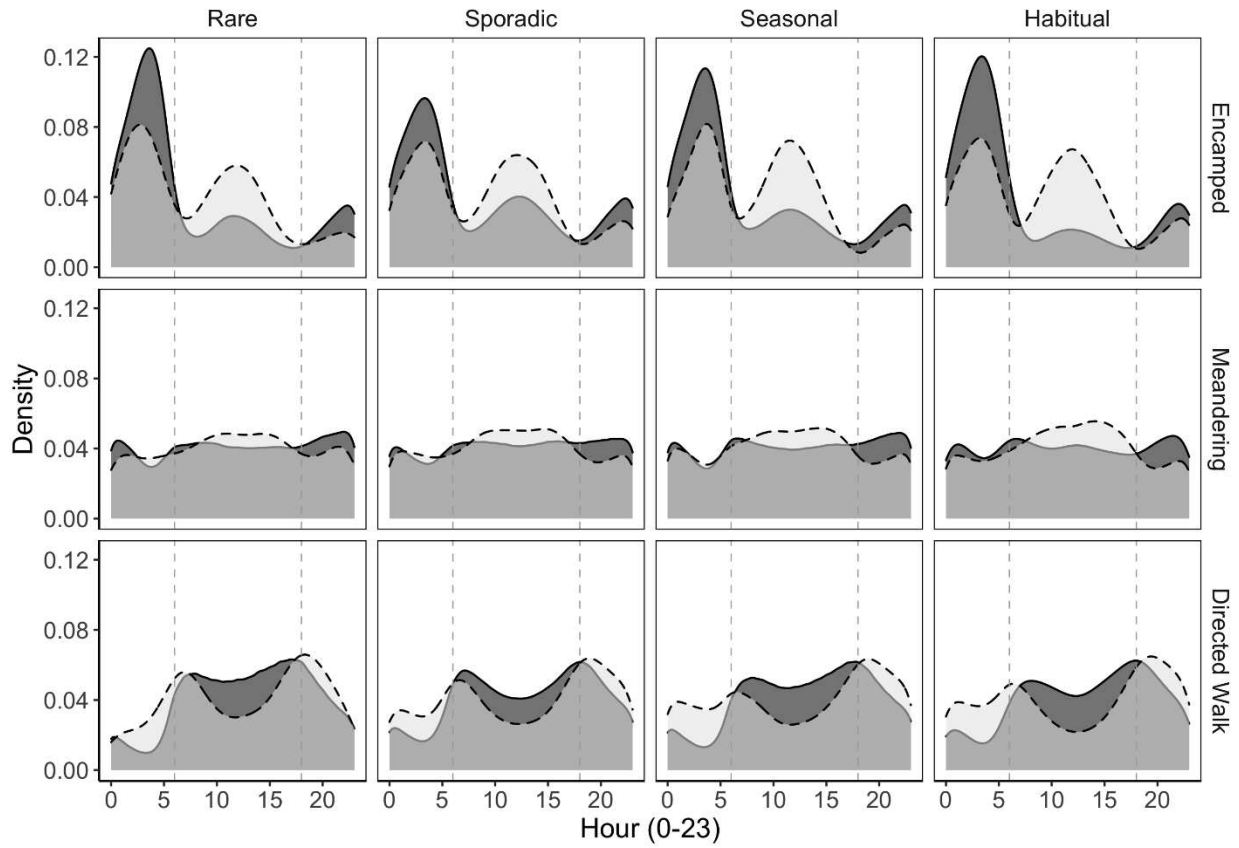 Rare Sporadic Seasonal Habitual
0.12
0.08
0.04
0.00
Encamped
0.12
0.08
0.04
0.00
Meandering
0.12
0.08
0.04
0.00
Directed Walk
Density
0 5 10 15 20 0 5 10 15 20 0 5 10 15 20 0 5 10 15 20
Hour (0-23)